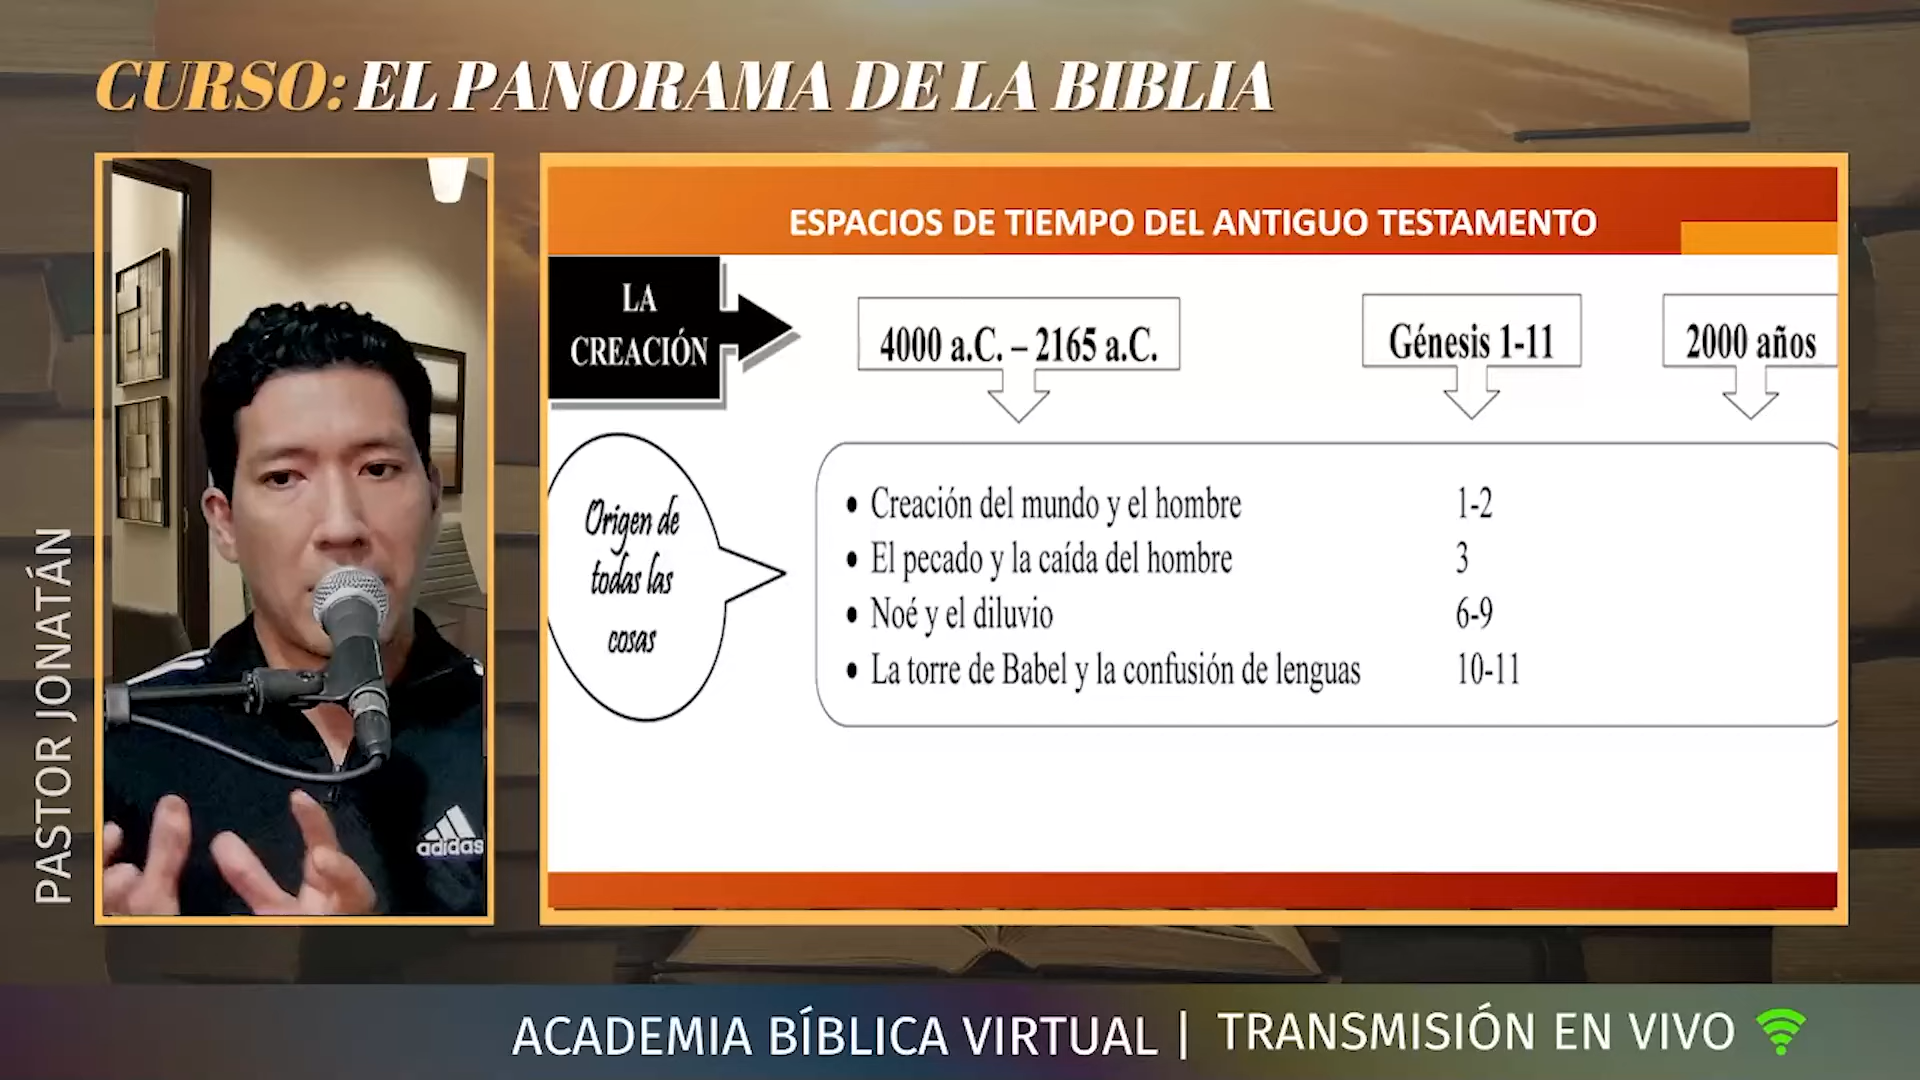 CURSO: EL PANORAMA DE LA BIBLIA
PASTOR JONATÁN
adidas
ESPACIOS DE TIEMPO DEL ANTIGUO TESTAMENTO
LA
CREACIÓN
4000 a.C. – 2165 a.C.
Génesis 1-11
2000 años
Origen de
todas las
cosas
• Creación del mundo y el hombre 1-2
• El pecado y la caída del hombre 3
• Noé y el diluvio 6-9
• La torre de Babel y la confusión de lenguas 10-11
ACADEMIA BÍBLICA VIRTUAL | TRANSMISIÓN EN VIVO